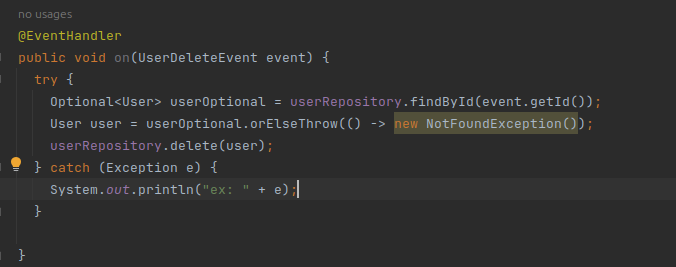 no usages
@EventHandler
public void on(UserDeleteEvent event) {
try {
Optional<User> userOptional = userRepository.findById(event.getId());
User user = userOptional.orElseThrow(() -> new NotFoundException());
userRepository.delete(user);
} catch (Exception e) {
System.out.println("ex: " + e);
}
}